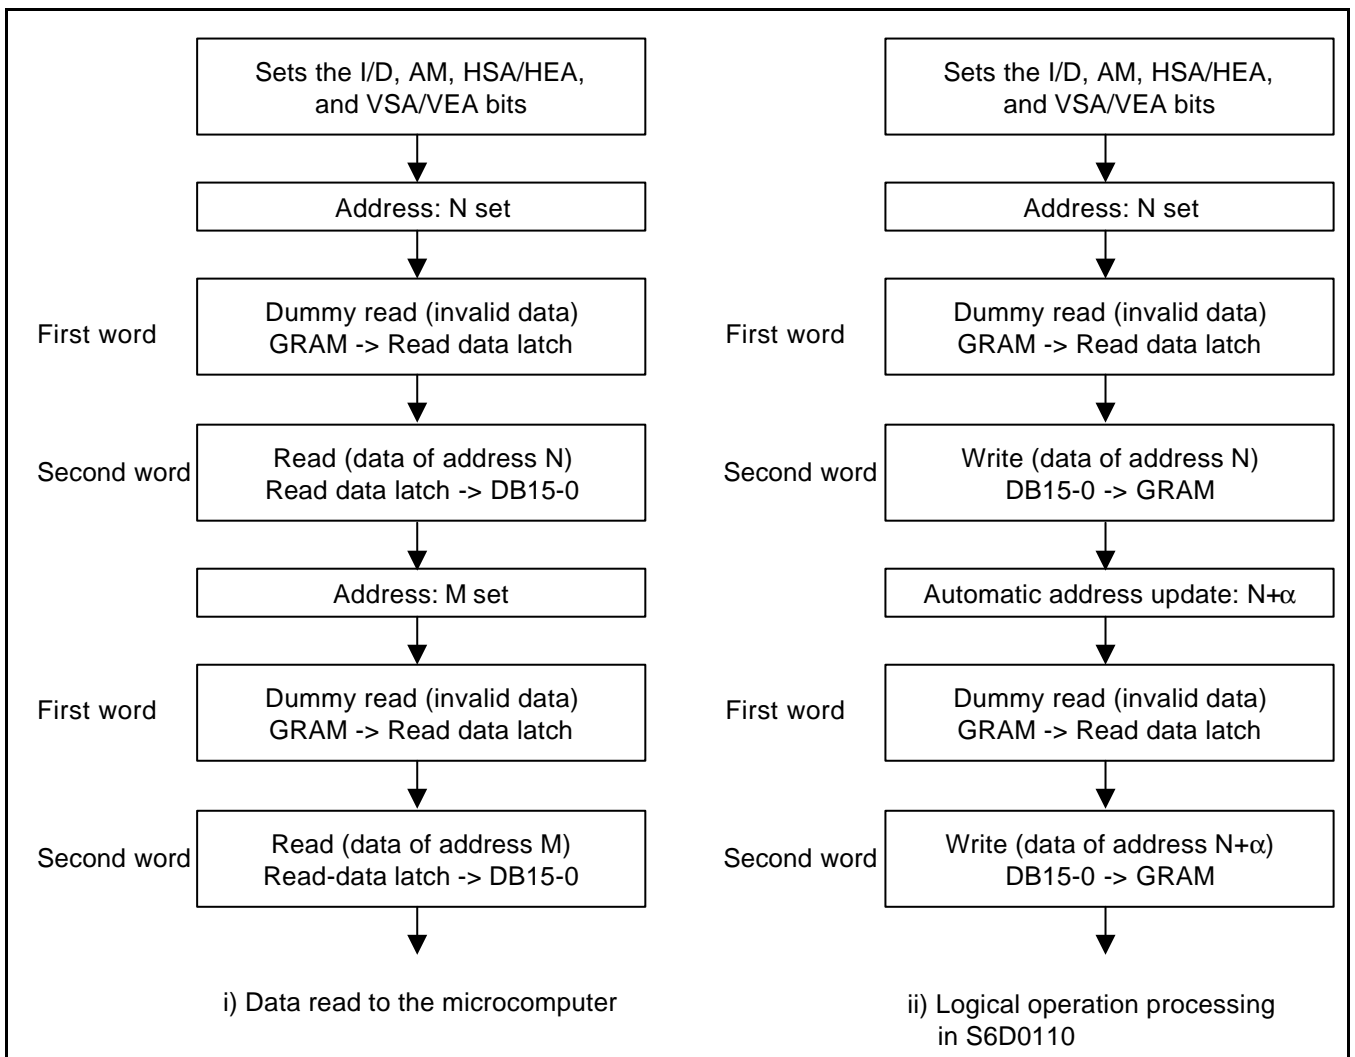 Sets the I/D, AM, HSA/HEA,
and VSA/VEA bits
Address: N set
First word
Dummy read (invalid data)
GRAM -> Read data latch
Second word
Read (data of address N)
Read data latch -> DB15-0
Address: M set
First word
Dummy read (invalid data)
GRAM -> Read data latch
Second word
Read (data of address M)
Read-data latch -> DB15-0
i) Data read to the microcomputer
Sets the I/D, AM, HSA/HEA,
and VSA/VEA bits
Address: N set
First word
Dummy read (invalid data)
GRAM -> Read data latch
Second word
Write (data of address N)
DB15-0 -> GRAM
Automatic address update: N+α
First word
Dummy read (invalid data)
GRAM -> Read data latch
Second word
Write (data of address N+α)
DB15-0 -> GRAM
ii) Logical operation processing
in S6D0110